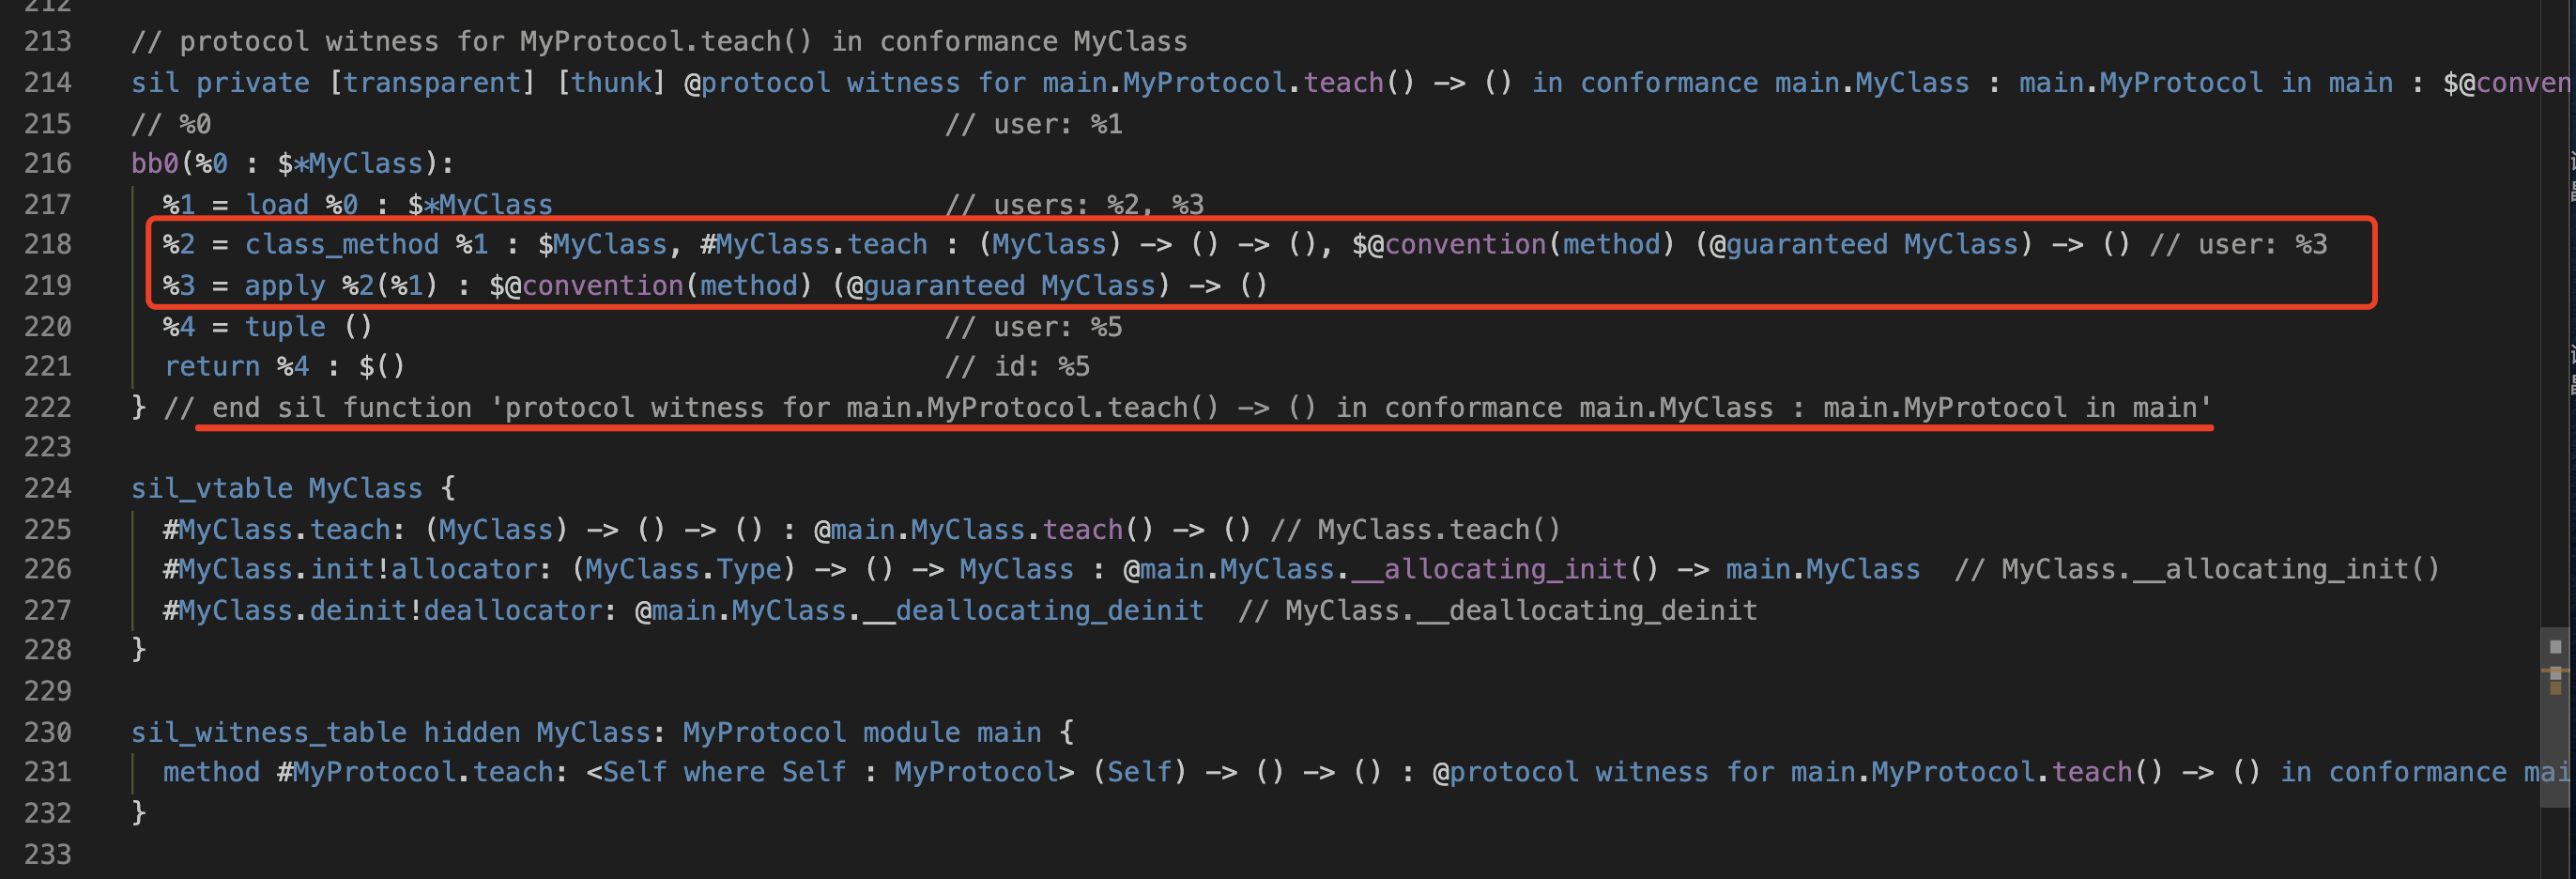 212
213 // protocol witness for MyProtocol.teach() in conformance MyClass
214 sil private [transparent] [thunk] @protocol witness for main.MyProtocol.teach() -> () in conformance main.MyClass : main.MyProtocol in main : $@conven
215 // %0 // user: %1
216 bb0(%0 : $*MyClass):
217 %1 = load %0 : $*MyClass // users: %2, %3
218 %2 = class_method %1 : $MyClass, #MyClass.teach : (MyClass) -> () -> (), $@convention(method) (@guaranteed MyClass) -> () // user: %3
219 %3 = apply %2(%1) : $@convention(method) (@guaranteed MyClass) -> ()
220 %4 = tuple () // user: %5
221 return %4 : $() // id: %5
222 } // end sil function 'protocol witness for main.MyProtocol.teach() -> () in conformance main.MyClass : main.MyProtocol in main'
223
224 sil_vtable MyClass {
225 #MyClass.teach: (MyClass) -> () -> () : @main.MyClass.teach() -> () // MyClass.teach()
226 #MyClass.init!allocator: (MyClass.Type) -> () -> MyClass : @main.MyClass.__allocating_init() -> main.MyClass // MyClass.__allocating_init()
227 #MyClass.deinit!deallocator: @main.MyClass.__deallocating_deinit // MyClass.__deallocating_deinit
228 }
229
230 sil_witness_table hidden MyClass: MyProtocol module main {
231 method #MyProtocol.teach: <Self where Self : MyProtocol> (Self) -> () -> () : @protocol witness for main.MyProtocol.teach() -> () in conformance mai
232 }
233